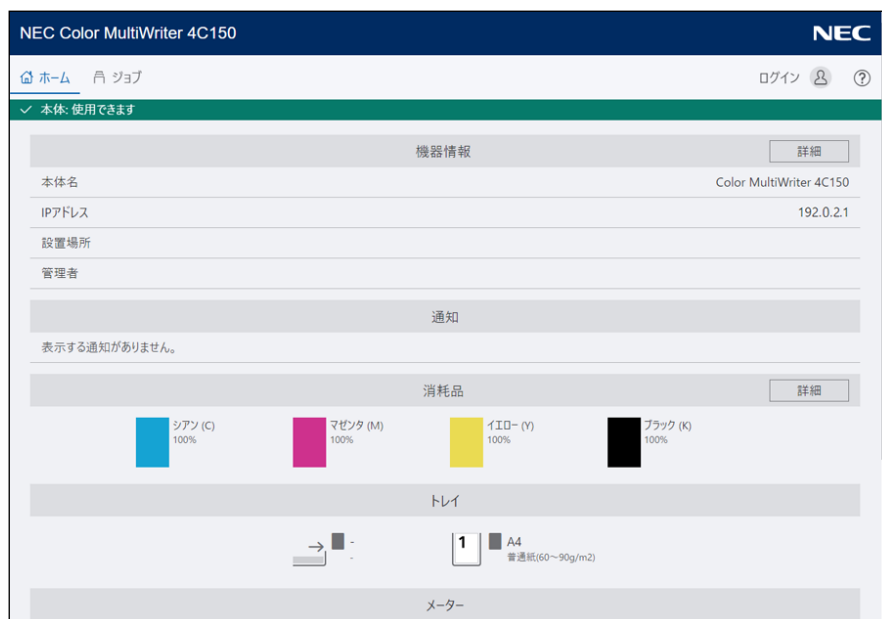 NEC Color MultiWriter 4C150
NEC
ホーム ジョブ ログイン ?
本体: 使用できます
機器情報 詳細
本体名 Color MultiWriter 4C150
IPアドレス 192.0.2.1
設置場所
管理者
通知
表示する通知がありません。
消耗品 詳細
シアン (C) マゼンタ (M) イエロー (Y) ブラック (K)
100% 100% 100% 100%
トレイ
- 1 A4
- 普通紙(60~90g/m2)
メーター